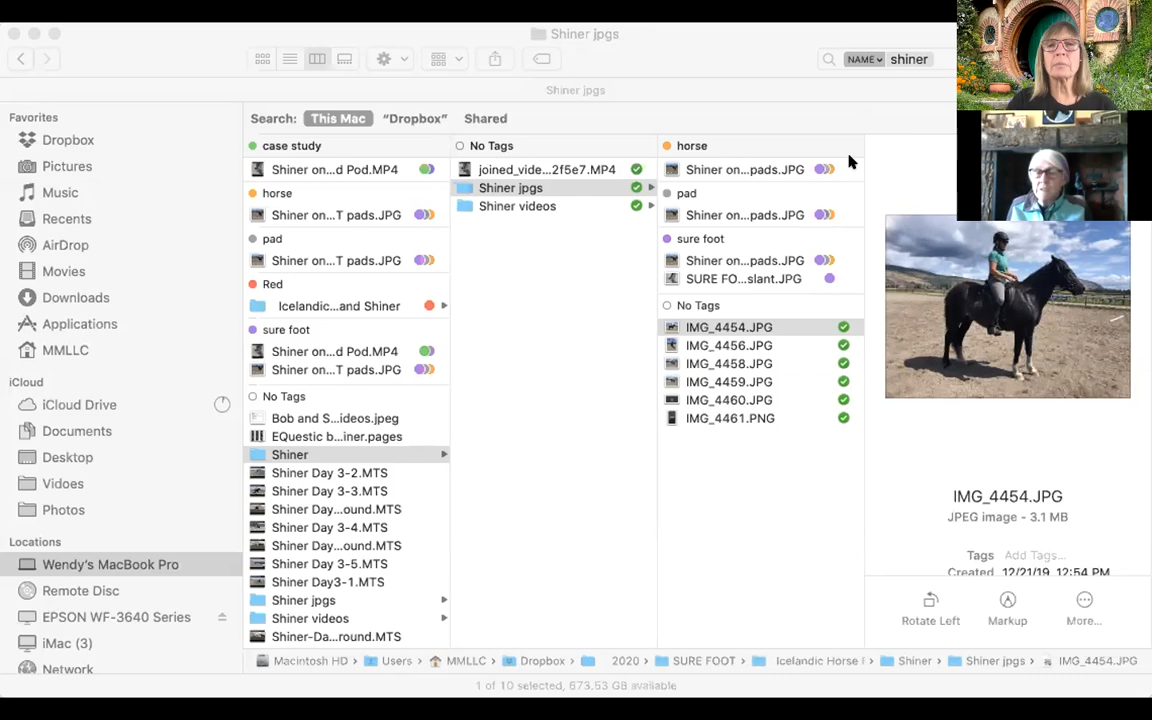 Shiner jpgs
NAME shiner
Shiner jpgs
Search: This Mac "Dropbox" Shared
Favorites
Dropbox
Pictures
Music
Recents
AirDrop
Movies
Downloads
Applications
MMLLC
iCloud
iCloud Drive
Documents
Desktop
Vidoes
Photos
Locations
Wendy's MacBook Pro
Remote Disc
EPSON WF-3640 Series
iMac (3)
Network
case study
Shiner on...d Pod.MP4
horse
Shiner on...T pads.JPG
pad
Shiner on...T pads.JPG
Red
Icelandic...and Shiner
sure foot
Shiner on...d Pod.MP4
Shiner on...T pads.JPG
No Tags
Bob and S...ideos.jpeg
EQuestic b...iner.pages
Shiner
Shiner Day 3-2.MTS
Shiner Day 3-3.MTS
Shiner Day...ound.MTS
Shiner Day 3-4.MTS
Shiner Day...ound.MTS
Shiner Day 3-5.MTS
Shiner Day3-1.MTS
Shiner jpgs
Shiner videos
Shiner-Da...round.MTS
No Tags
joined_vide...2f5e7.MP4
Shiner jpgs
Shiner videos
horse
Shiner on...pads.JPG
pad
Shiner on...pads.JPG
sure foot
Shiner on...pads.JPG
SURE FO...slant.JPG
No Tags
IMG_4454.JPG
IMG_4456.JPG
IMG_4458.JPG
IMG_4459.JPG
IMG_4460.JPG
IMG_4461.PNG
IMG_4454.JPG
JPEG image - 3.1 MB
Tags Add Tags...
Created 12/21/19, 12:54 PM
Rotate Left Markup More...
Macintosh HD › Users › MMLLC › Dropbox › 2020 › SURE FOOT › Icelandic Horse › Shiner › Shiner jpgs › IMG_4454.JPG
1 of 10 selected, 673.53 GB available